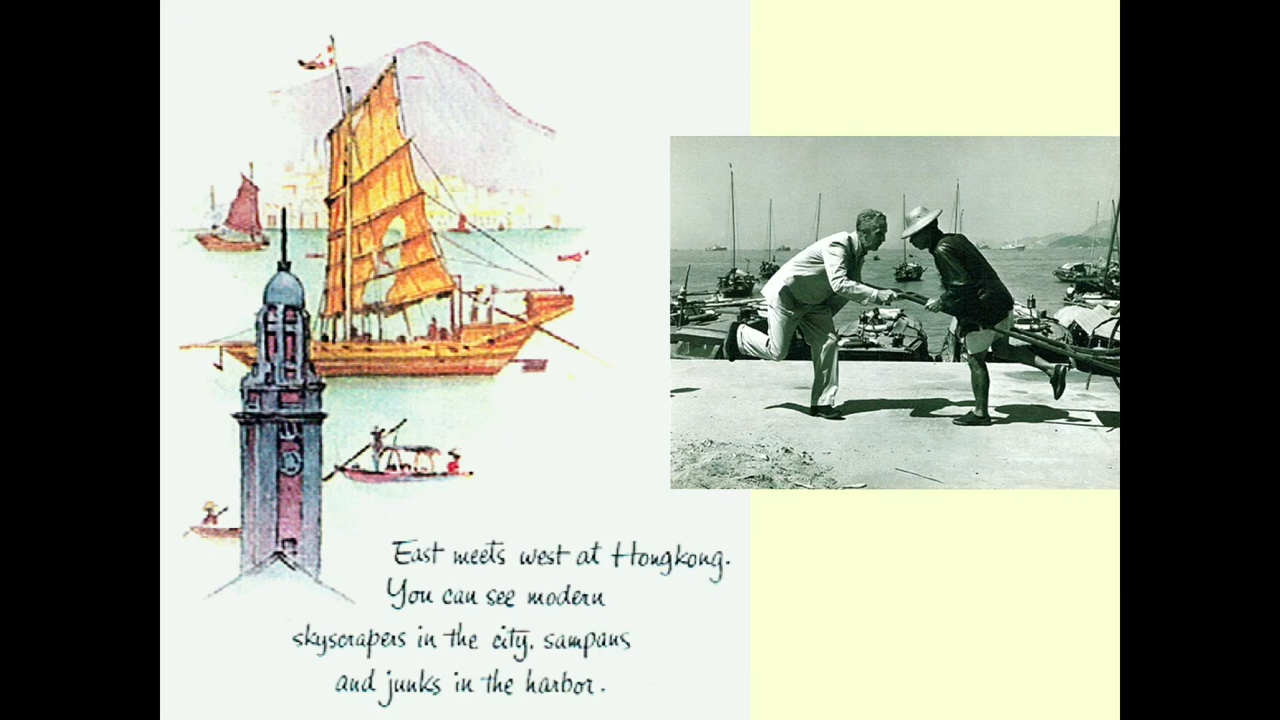 East meets west at Hongkong.
You can see modern
skyscrapers in the city, sampans
and junks in the harbor.